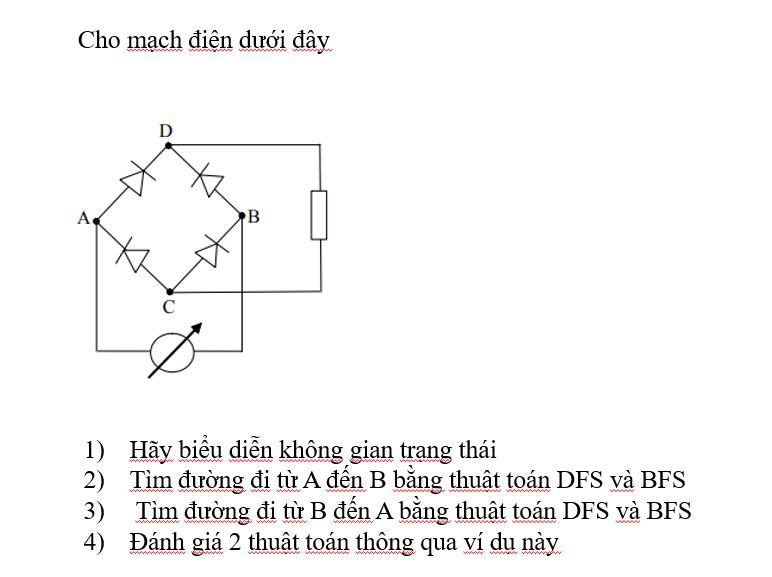 Cho mạch điện dưới đây
D
A
B
C
1) Hãy biểu diễn không gian trạng thái
2) Tìm đường đi từ A đến B bằng thuật toán DFS và BFS
3) Tìm đường đi từ B đến A bằng thuật toán DFS và BFS
4) Đánh giá 2 thuật toán thông qua ví dụ này